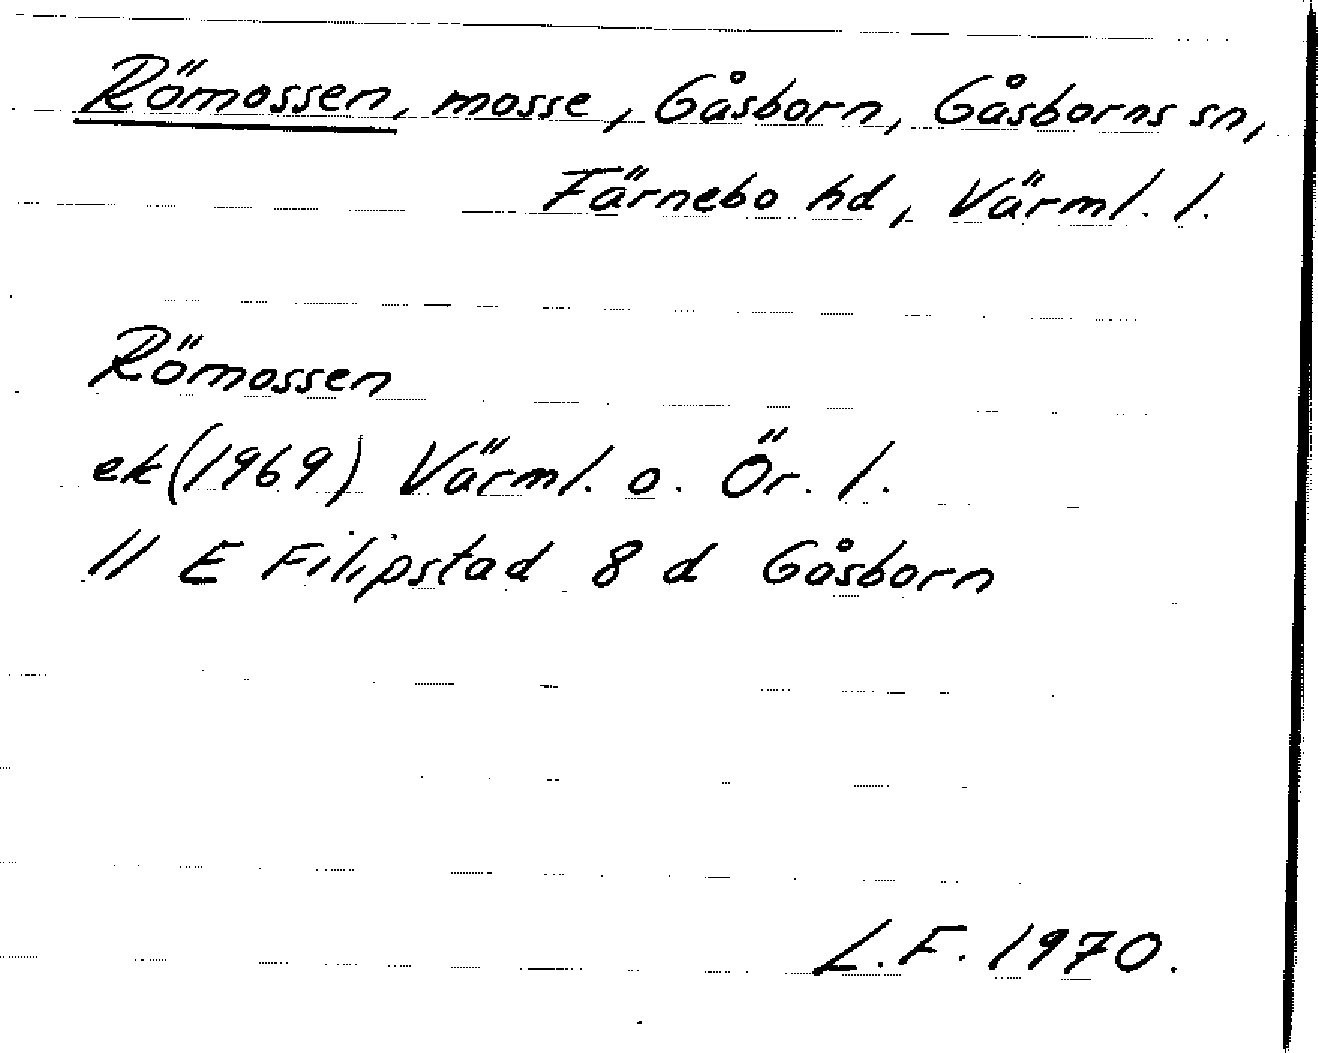 Römossen, mosse, Gåsborn, Gåsborns sn,
Färnebo hd, Värml. l.
Römossen
ek (1969) Värml. o. Ör. l.
11 E Filipstad 8 d Gåsborn
L.F. 1970.